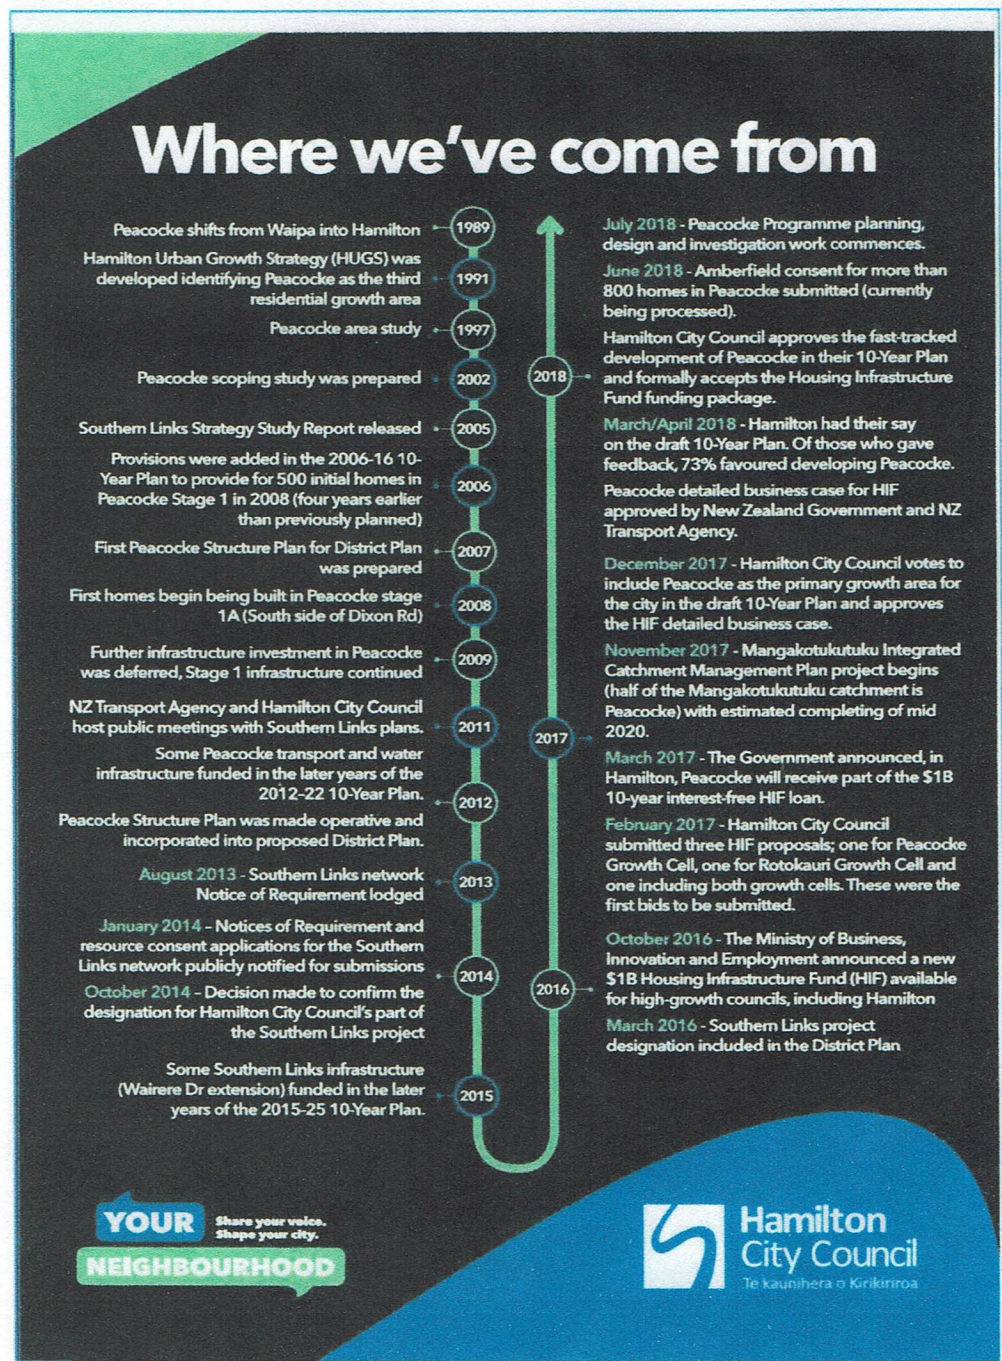 Where we've come from
Peacocke shifts from Waipa into Hamilton
1989
Hamilton Urban Growth Strategy (HUGS) was
developed identifying Peacocke as the third
residential growth area
1991
Peacocke area study
1997
Peacocke scoping study was prepared
2002
Southern Links Strategy Study Report released
2005
Provisions were added in the 2006-16 10-
Year Plan to provide for 500 initial homes in
Peacocke Stage 1 in 2008 (four years earlier
than previously planned)
2006
First Peacocke Structure Plan for District Plan
was prepared
2007
First homes begin being built in Peacocke stage
1A (South side of Dixon Rd)
2008
Further infrastructure investment in Peacocke
was deferred, Stage 1 infrastructure continued
2009
NZ Transport Agency and Hamilton City Council
host public meetings with Southern Links plans.
2011
Some Peacocke transport and water
infrastructure funded in the later years of the
2012-22 10-Year Plan.
2012
Peacocke Structure Plan was made operative and
incorporated into proposed District Plan.
August 2013 - Southern Links network
Notice of Requirement lodged
2013
January 2014 – Notices of Requirement and
resource consent applications for the Southern
Links network publicly notified for submissions
2014
October 2014 – Decision made to confirm the
designation for Hamilton City Council's part of
the Southern Links project
Some Southern Links infrastructure
(Wairere Dr extension) funded in the later
years of the 2015-25 10-Year Plan.
2015
July 2018 - Peacocke Programme planning,
design and investigation work commences.
June 2018 - Amberfield consent for more than
800 homes in Peacocke submitted (currently
being processed).
Hamilton City Council approves the fast-tracked
development of Peacocke in their 10-Year Plan
and formally accepts the Housing Infrastructure
Fund funding package.
2018
March/April 2018 - Hamilton had their say
on the draft 10-Year Plan. Of those who gave
feedback, 73% favoured developing Peacocke.
Peacocke detailed business case for HIF
approved by New Zealand Government and NZ
Transport Agency.
December 2017 - Hamilton City Council votes to
include Peacocke as the primary growth area for
the city in the draft 10-Year Plan and approves
the HIF detailed business case.
November 2017 - Mangakotukutuku Integrated
Catchment Management Plan project begins
(half of the Mangakotukutuku catchment is
Peacocke) with estimated completing of mid
2020.
2017
March 2017 - The Government announced, in
Hamilton, Peacocke will receive part of the $1B
10-year interest-free HIF loan.
February 2017 - Hamilton City Council
submitted three HIF proposals; one for Peacocke
Growth Cell, one for Rotokauri Growth Cell and
one including both growth cells. These were the
first bids to be submitted.
October 2016 - The Ministry of Business,
Innovation and Employment announced a new
$1B Housing Infrastructure Fund (HIF) available
for high-growth councils, including Hamilton
2016
March 2016 - Southern Links project
designation included in the District Plan
YOUR
NEIGHBOURHOOD
Share your voice.
Shape your city.
Hamilton
City Council
Te kaunihera o Kirikiriroa